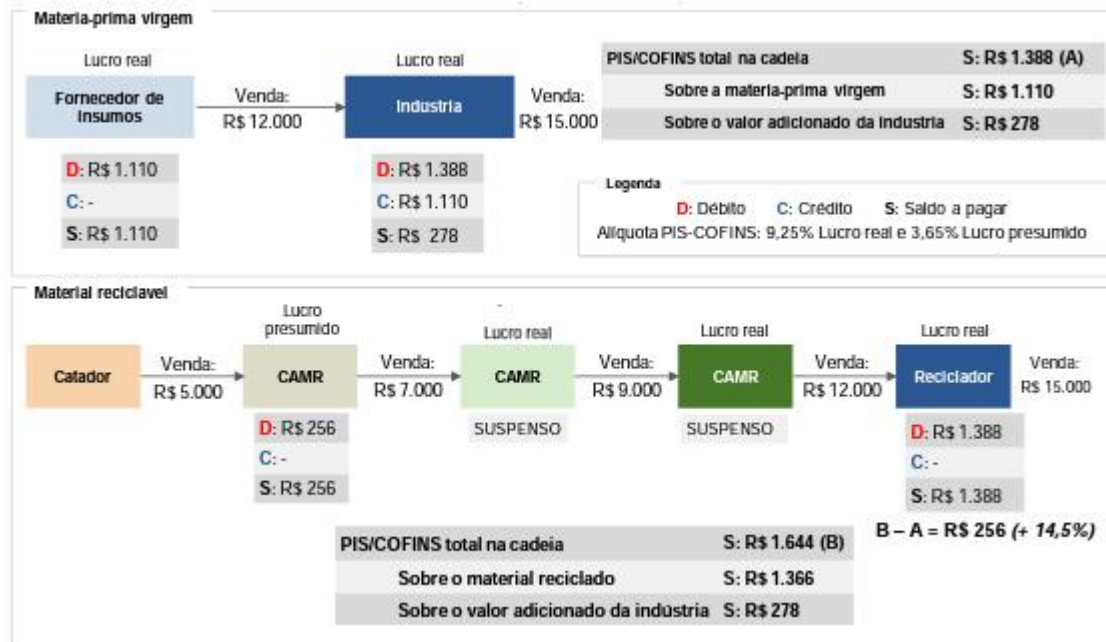 Materia-prima virgem
Lucro real
Lucro real
Fornecedor de insumos
Venda:
R$ 12.000
Indústria
Venda:
R$ 15.000
D: R$ 1.110
C: -
S: R$ 1.110
D: R$ 1.388
C: R$ 1.110
S: R$ 278
PIS/COFINS total na cadeia S: R$ 1.388 (A)
Sobre a materia-prima virgem S: R$ 1.110
Sobre o valor adicionado da indústria S: R$ 278
Legenda
D: Débito C: Crédito S: Saldo a pagar
Alíquota PIS-COFINS: 9,25% Lucro real e 3,65% Lucro presumido
Material reciclavel
Lucro presumido
Lucro real
Lucro real
Lucro real
Catador
Venda:
R$ 5.000
CAMR
Venda:
R$ 7.000
CAMR
Venda:
R$ 9.000
CAMR
Venda:
R$ 12.000
Reciclador
Venda:
R$ 15.000
D: R$ 256
C: -
S: R$ 256
SUSPENSO
SUSPENSO
D: R$ 1.388
C: -
S: R$ 1.388
B – A = R$ 256 (+ 14,5%)
PIS/COFINS total na cadeia S: R$ 1.644 (B)
Sobre o material reciclado S: R$ 1.366
Sobre o valor adicionado da indústria S: R$ 278